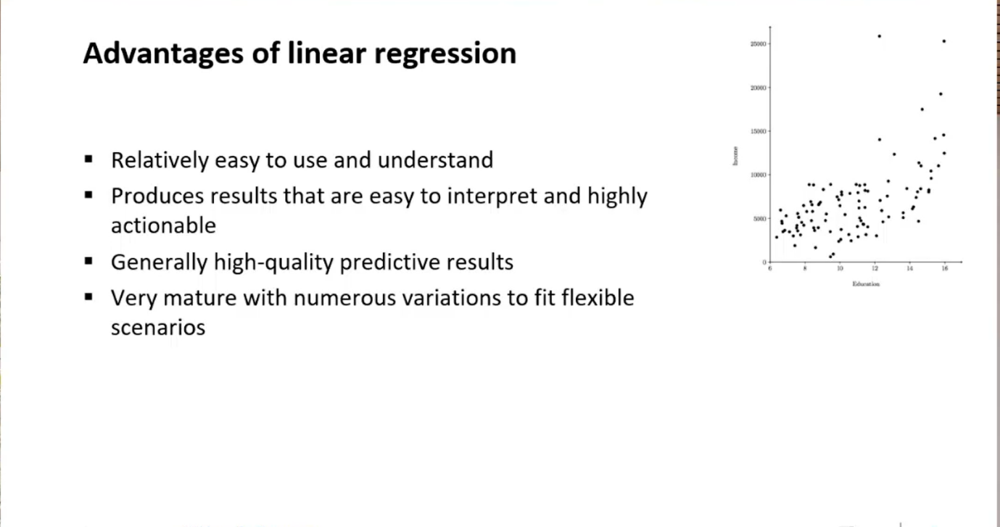 Advantages of linear regression
▪ Relatively easy to use and understand
▪ Produces results that are easy to interpret and highly
actionable
▪ Generally high-quality predictive results
▪ Very mature with numerous variations to fit flexible
scenarios
25000
20000
15000
10000
5000
0
Income
6 8 10 12 14 16
Education